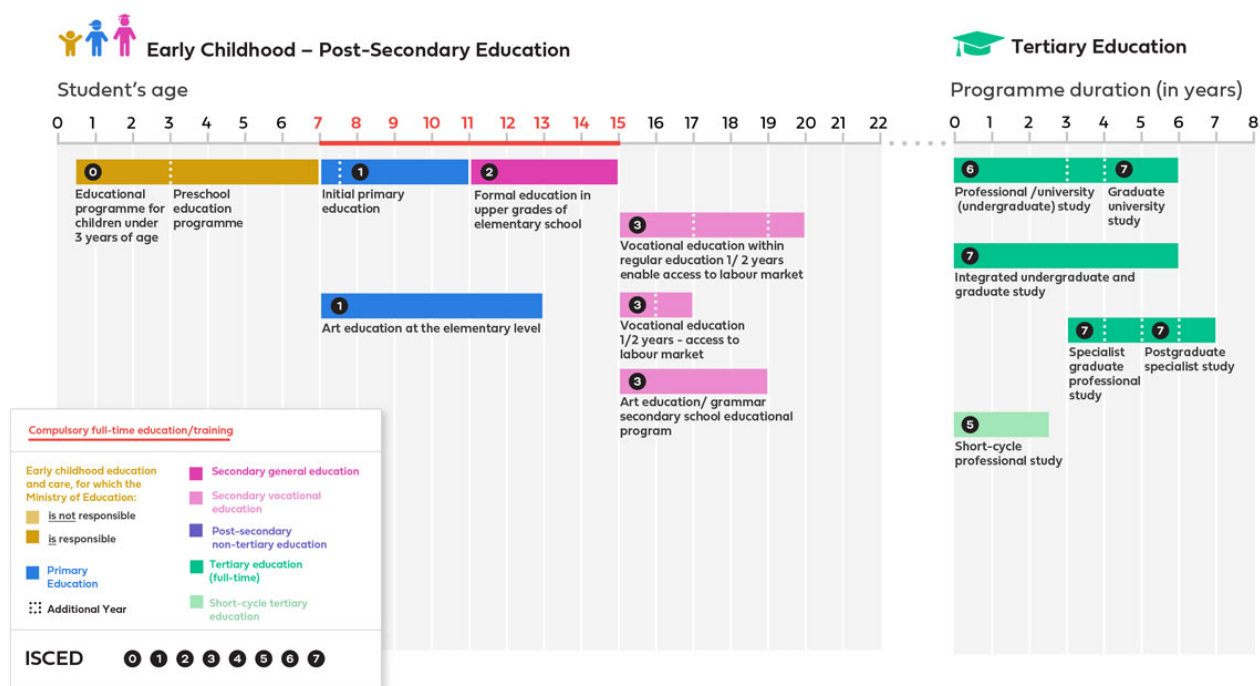 Early Childhood – Post-Secondary Education
Student's age
0 1 2 3 4 5 6 7 8 9 10 11 12 13 14 15 16 17 18 19 20 21 22
0
Educational
programme for
children under
3 years of age
Preschool
education
programme
1
Initial primary
education
2
Formal education in
upper grades of
elementary school
3
Vocational education within
regular education 1/ 2 years
enable access to labour market
1
Art education at the elementary level
3
Vocational education
1/2 years - access to
labour market
3
Art education/ grammar
secondary school educational
program
Tertiary Education
Programme duration (in years)
0 1 2 3 4 5 6 7 8
6
Professional /university
(undergraduate) study
7
Graduate
university
study
7
Integrated undergraduate and
graduate study
7
Specialist
graduate
professional
study
7
Postgraduate
specialist study
5
Short-cycle
professional study
Compulsory full-time education/training
Early childhood education
and care, for which the
Ministry of Education:
is not responsible
is responsible
Primary
Education
Additional Year
Secondary general education
Secondary vocational
education
Post-secondary
non-tertiary education
Tertiary education
(full-time)
Short-cycle tertiary
education
ISCED 0 1 2 3 4 5 6 7